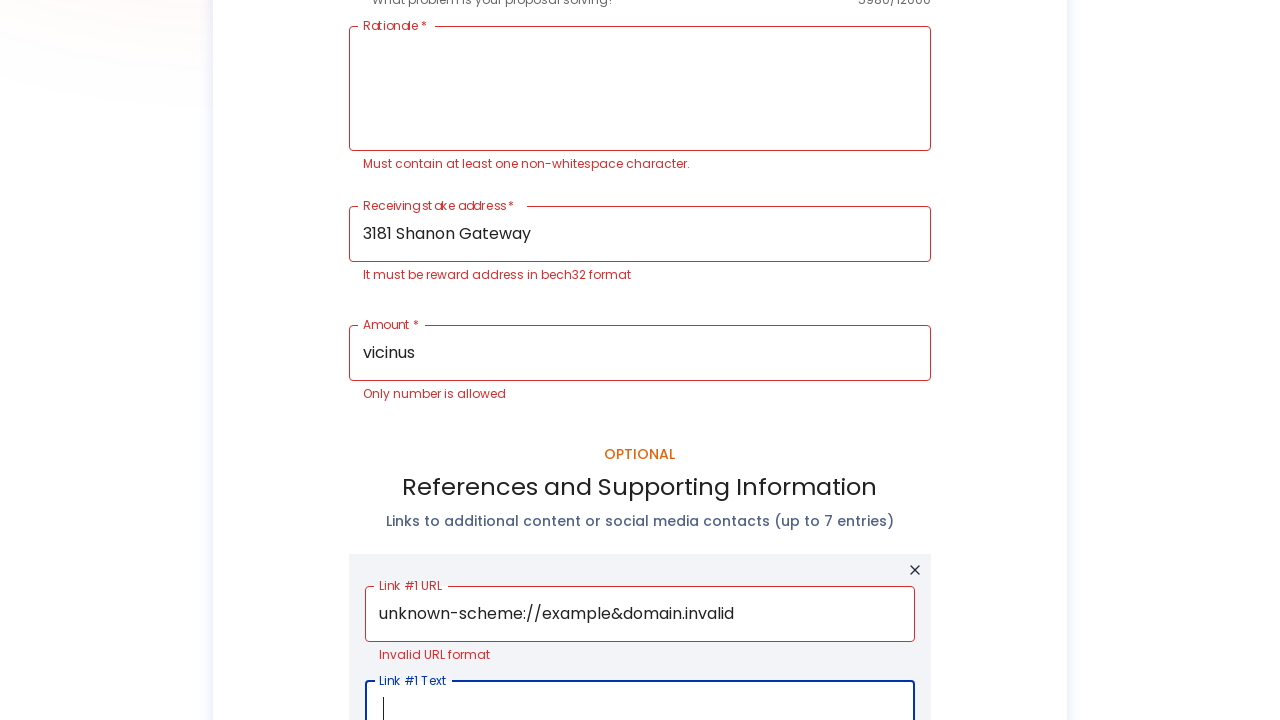 What problem is your proposal solving? 5980/12000
Rationale *
Must contain at least one non-whitespace character.
Receiving stake address *
3181 Shanon Gateway
It must be reward address in bech32 format
Amount *
vicinus
Only number is allowed
OPTIONAL
References and Supporting Information
Links to additional content or social media contacts (up to 7 entries)
Link #1 URL
unknown-scheme://example&domain.invalid
Invalid URL format
Link #1 Text